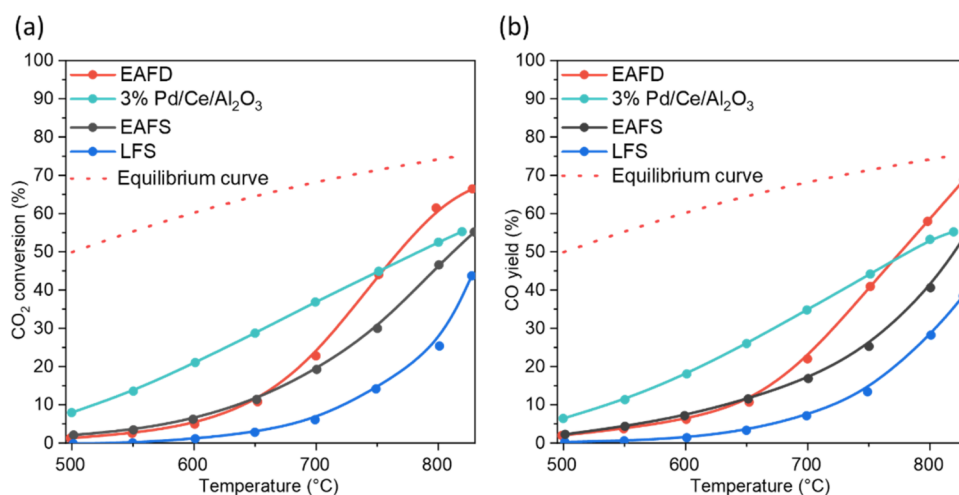 (a)
100
90
80
70
60
50
40
30
20
10
0
CO₂ conversion (%)
EAFD
3% Pd/Ce/Al₂O₃
EAFS
LFS
Equilibrium curve
500
600
700
800
Temperature (°C)
(b)
100
90
80
70
60
50
40
30
20
10
0
CO yield (%)
EAFD
3% Pd/Ce/Al₂O₃
EAFS
LFS
Equilibrium curve
500
600
700
800
Temperature (°C)